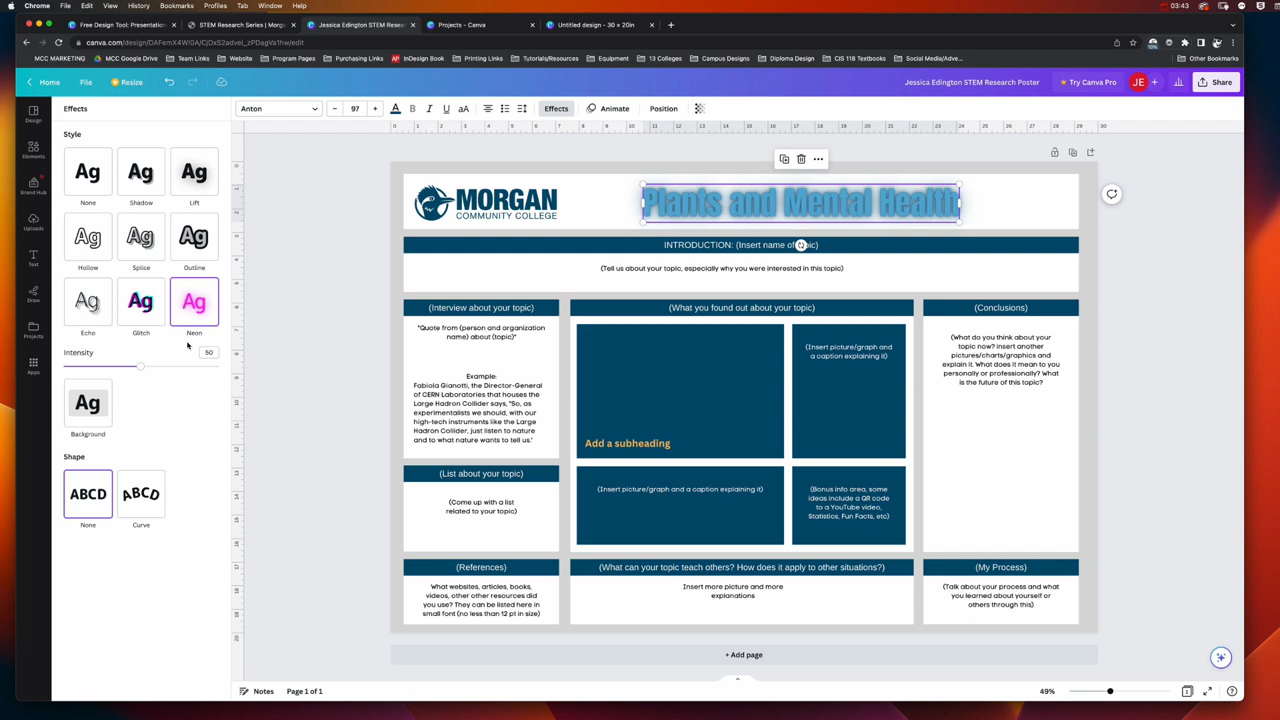 Chrome File Edit View History Bookmarks Profiles Tab Window Help
03:43
Free Design Tool: Presentation
STEM Research Series | Morg
Jessica Edington STEM Resea
Projects - Canva
Untitled design - 30 × 20in
MCC MARKETING
MCC Google Drive
Team Links
Website
Program Pages
Purchasing Links
InDesign Book
Printing Links
Tutorials/Resources
Equipment
13 Colleges
Campus Designs
Diploma Design
CIS 118 Textbooks
Social Media/Adve...
Other Bookmarks
Home
File
Resize
Jessica Edington STEM Research Poster
Try Canva Pro
JE
Share
Design
Elements
Brand Hub
Uploads
Text
Draw
Projects
Apps
Effects
Style
Ag Ag Ag
None Shadow Lift
Ag Ag Ag
Hollow Splice Outline
Ag Ag Ag
Echo Glitch Neon
Intensity 50
Ag
Background
Shape
ABCD ABCD
None Curve
Anton
97
Effects
Animate
Position
MORGAN
COMMUNITY COLLEGE
Plants and Mental Health
INTRODUCTION: (Insert name of
(Tell us about your topic, especially why you were interested in this topic)
(Interview about your topic)
"Quote from (person and organization
name) about (topic)"
Example:
Fabiola Gianotti, the Director-General
of CERN Laboratories that houses the
Large Hadron Collider says, "So, as
experimentalists we should, with our
high-tech instruments like the Large
Hadron Collider, just listen to nature
and to what nature wants to tell us.'
(List about your topic)
(Come up with a list
related to your topic)
(References)
What websites, articles, books,
videos, other other resources did
you use? They can be listed here in
small font (no less than 12 pt in size)
(What you found out about your topic)
Add a subheading
(Insert picture/graph and
a caption explaining it)
(Insert picture/graph and a caption explaining it)
(Bonus info area, some
ideas include a QR code
to a YouTube video,
Statistics, Fun Facts, etc)
(What can your topic teach others? How does it apply to other situations?)
Insert more picture and more
explanations
(Conclusions)
(What do you think about your
topic now? insert another
pictures/charts/graphics and
explain it. What does it mean to you
personally or professionally? What
is the future of this topic?
(My Process)
(Talk about your process and what
you learned about yourself or
others through this)
+ Add page
Notes
Page 1 of 1
49%